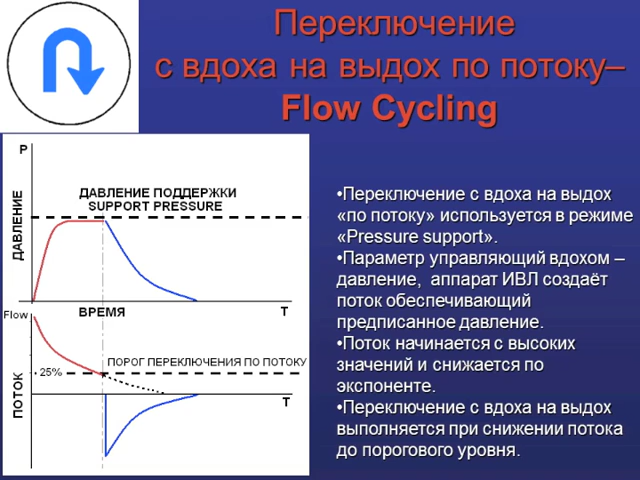 Переключение
с вдоха на выдох по потоку–
Flow Cycling
P
ДАВЛЕНИЕ
ДАВЛЕНИЕ ПОДДЕРЖКИ
SUPPORT PRESSURE
ВРЕМЯ
T
Flow
ПОТОК
25%
ПОРОГ ПЕРЕКЛЮЧЕНИЯ ПО ПОТОКУ
T
•Переключение с вдоха на выдох
«по потоку» используется в режиме
«Pressure support».
•Параметр управляющий вдохом –
давление, аппарат ИВЛ создаёт
поток обеспечивающий
предписанное давление.
•Поток начинается с высоких
значений и снижается по
экспоненте.
•Переключение с вдоха на выдох
выполняется при снижении потока
до порогового уровня.